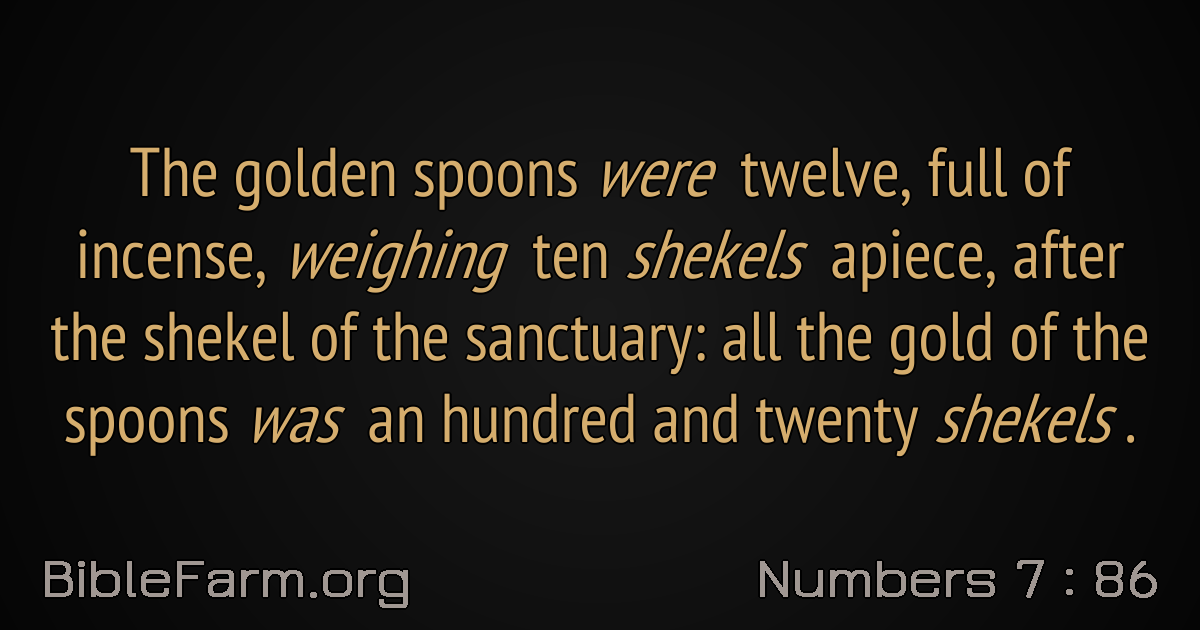 The golden spoons were twelve, full of
incense, weighing ten shekels apiece, after
the shekel of the sanctuary: all the gold of the
spoons was an hundred and twenty shekels .
BibleFarm.org
Numbers 7 : 86